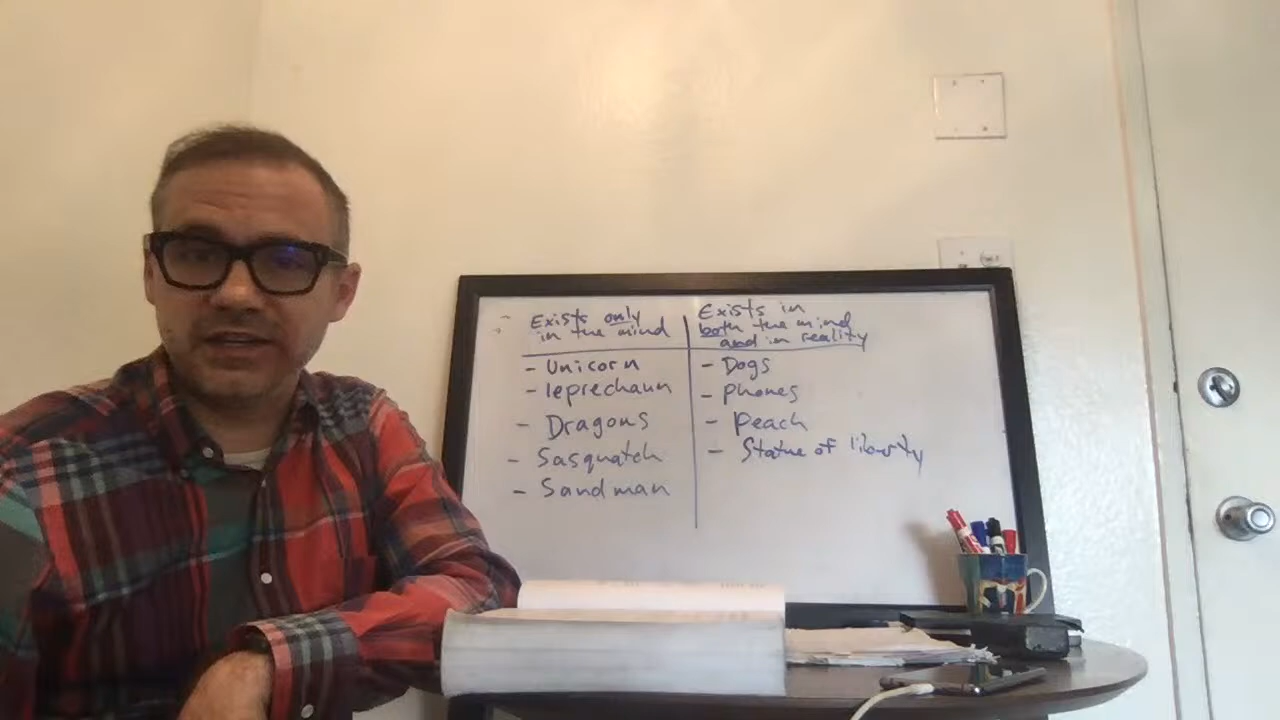 Exists only
in the mind
Exists in
both the mind
and in reality
- Unicorn
- leprechaun
- Dragons
- Sasquatch
- Sandman
- Dogs
- Phones
- Peach
- Statue of liberty